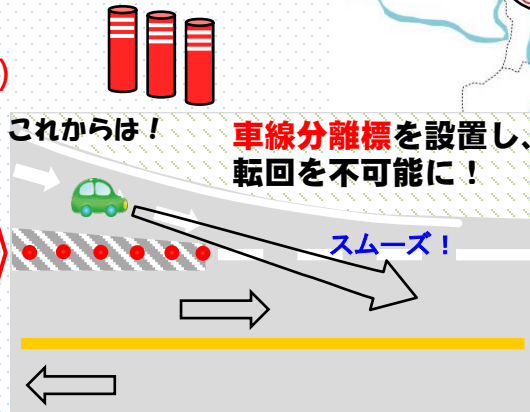 )
これからは！
車線分離標を設置し、
転回を不可能に！
スムーズ！